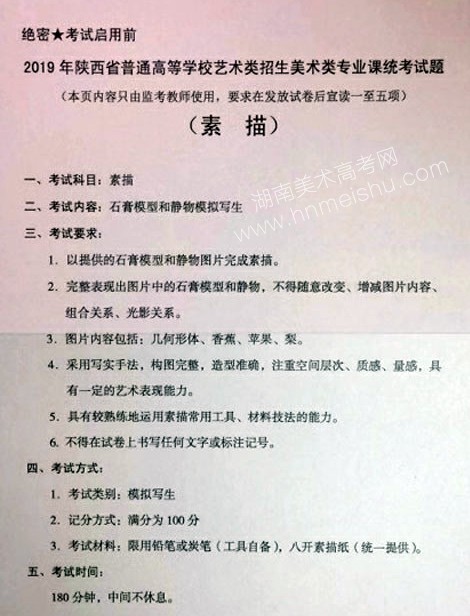 绝密★考试启用前
2019年陕西省普通高等学校艺术类招生美术类专业课统考试题
（本页内容只由监考教师使用，要求在发放试卷后宣读一至五项）
（素 描）
湖南美术高考网
www.hnmeishu.com
一、考试科目：素描
二、考试内容：石膏模型和静物模拟写生
三、考试要求：
1. 以提供的石膏模型和静物图片完成素描。
2. 完整表现出图片中的石膏模型和静物，不得随意改变、增减图片内容、
组合关系、光影关系。
3. 图片内容包括：几何形体、香蕉、苹果、梨。
4. 采用写实手法，构图完整，造型准确，注重空间层次、质感、量感，具
有一定的艺术表现能力。
5. 具有较熟练地运用素描常用工具、材料技法的能力。
6. 不得在试卷上书写任何文字或标注记号。
四、考试方式：
1. 考试类别：模拟写生
2. 记分方式：满分为100分
3. 考试材料：限用铅笔或炭笔（工具自备），八开素描纸（统一提供）。
五、考试时间：
180分钟，中间不休息。